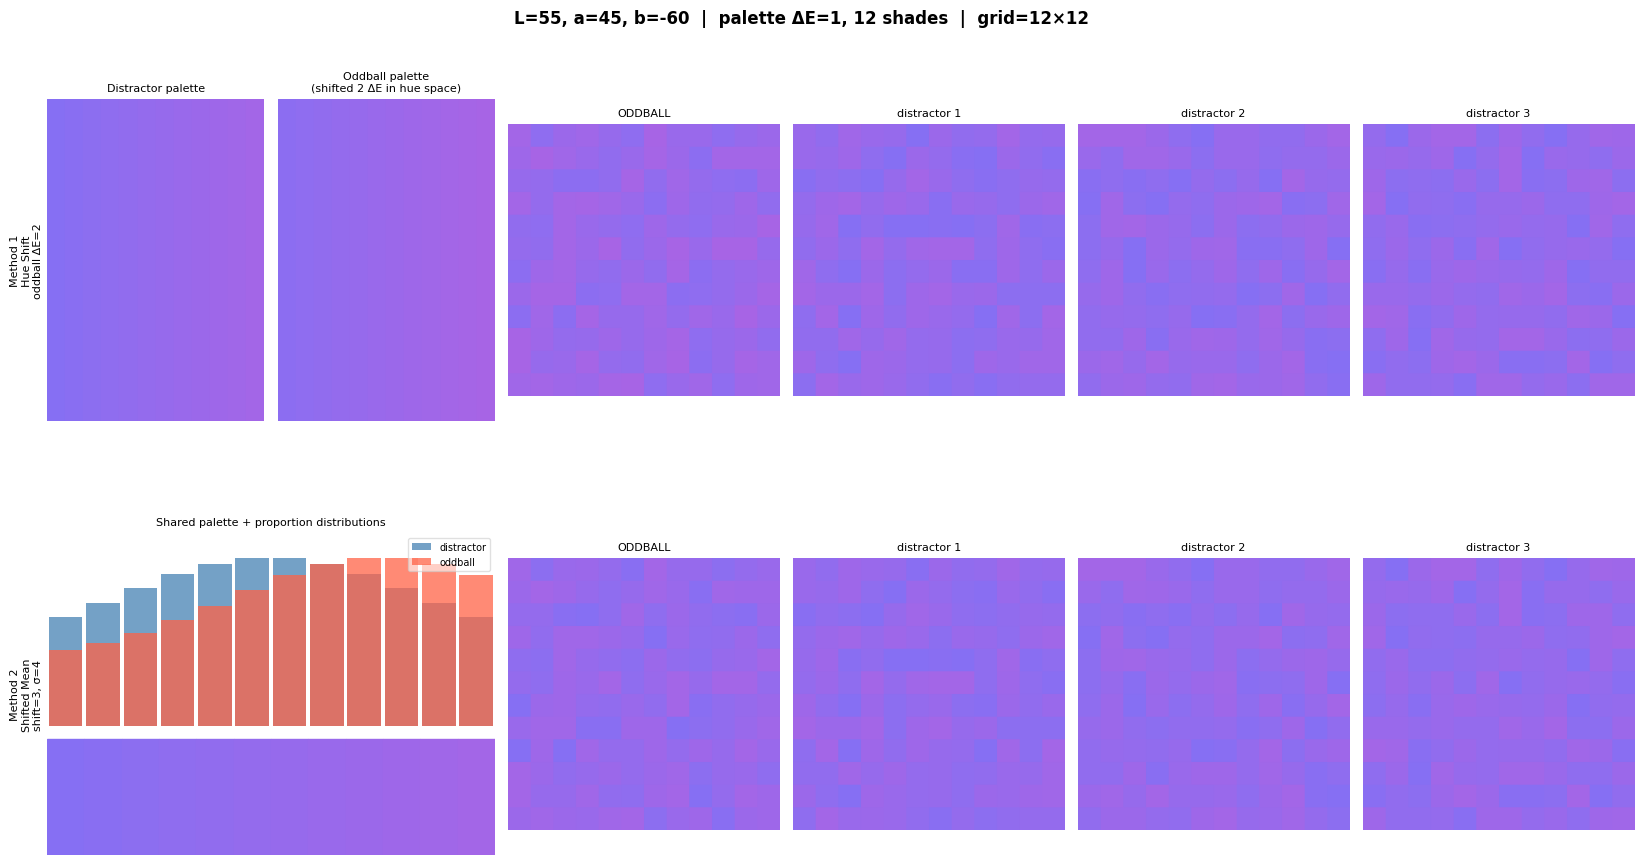 L=55, a=45, b=-60 | palette ΔE=1, 12 shades | grid=12×12
Distractor palette
Oddball palette
(shifted 2 ΔE in hue space)
ODDBALL
distractor 1
distractor 2
distractor 3
Method 1
Hue Shift
oddball ΔE=2
Shared palette + proportion distributions
distractor
oddball
ODDBALL
distractor 1
distractor 2
distractor 3
Method 2
Shifted Mean
shift=3, σ=4